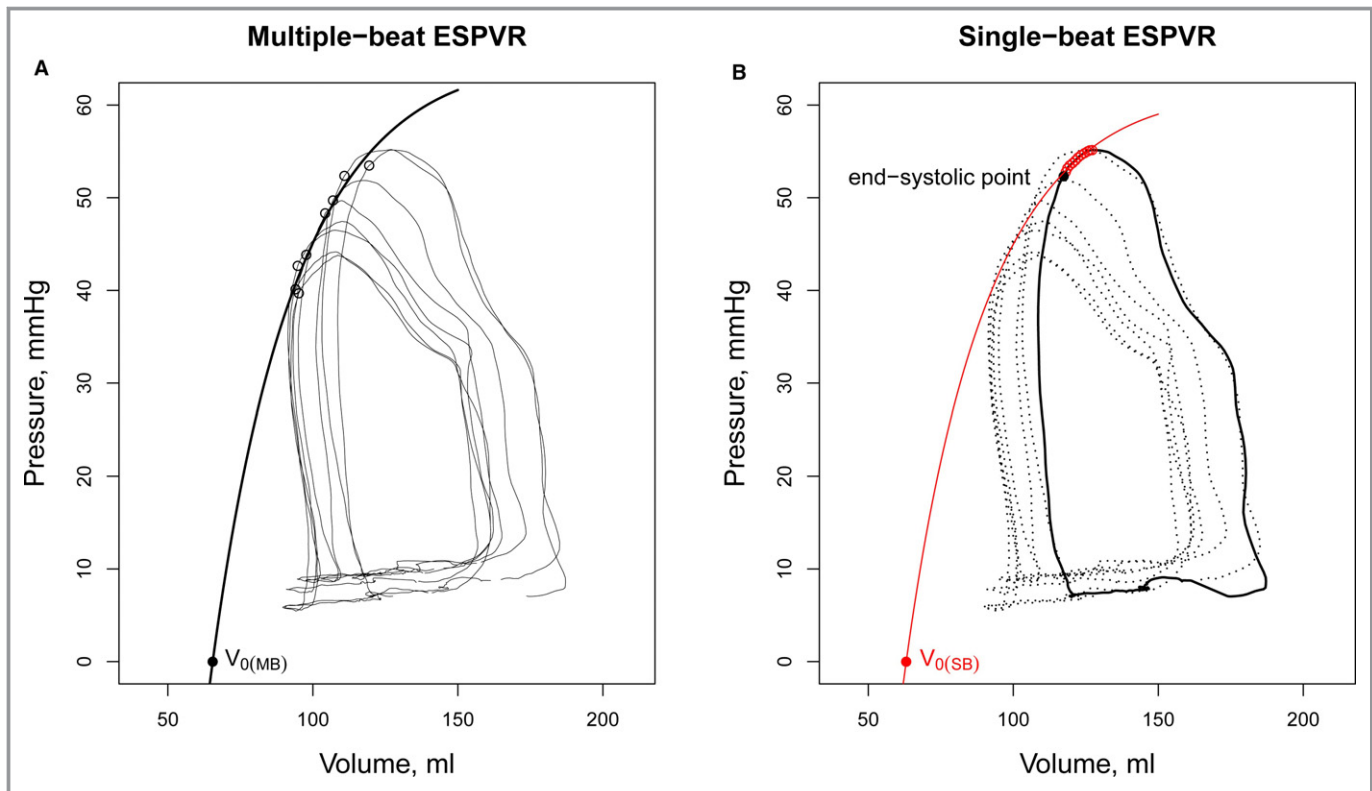 Multiple−beat ESPVR
A
Pressure, mmHg
60
50
40
30
20
10
0
V0(MB)
50 100 150 200
Volume, ml
Single−beat ESPVR
B
Pressure, mmHg
60
50
40
30
20
10
0
end−systolic point
V0(SB)
50 100 150 200
Volume, ml